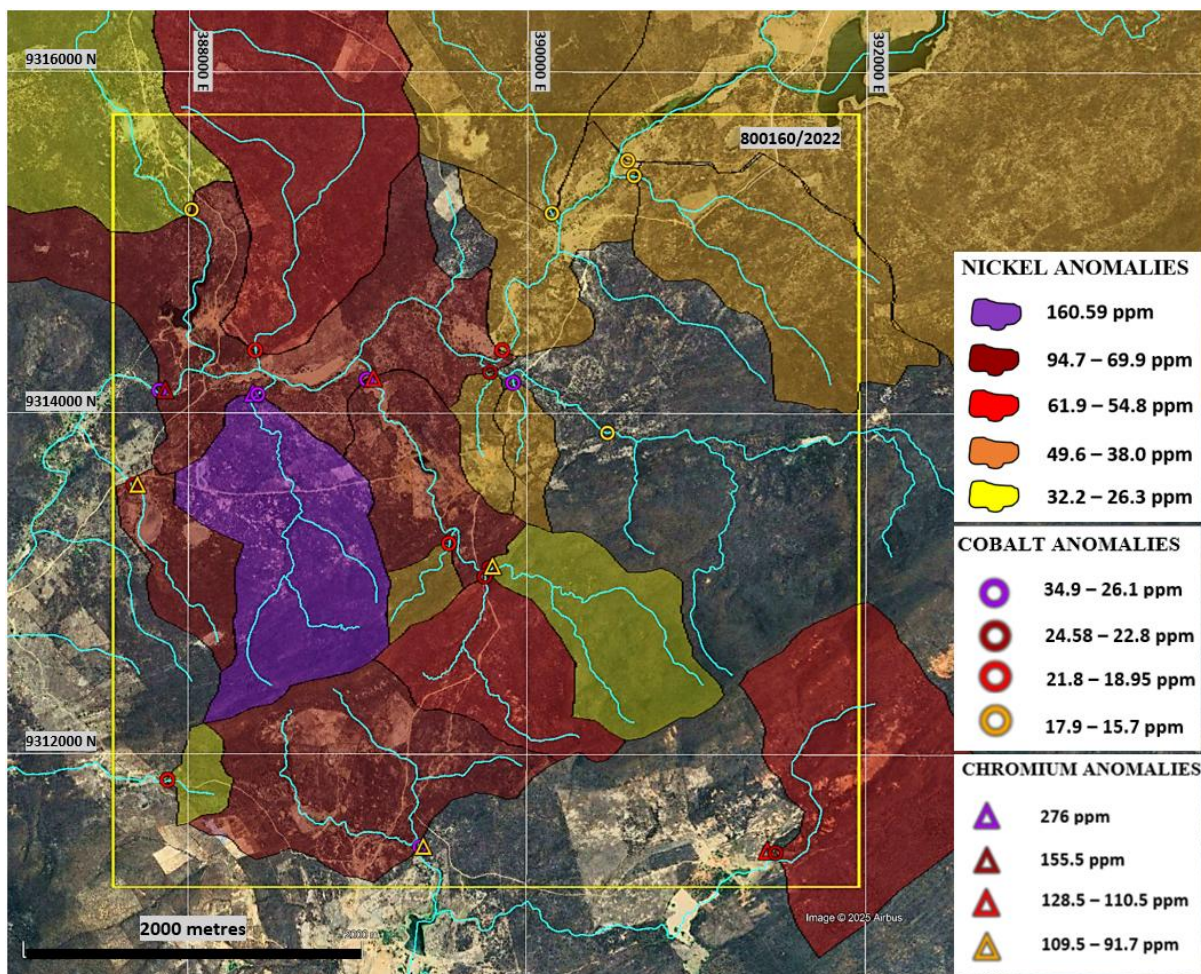 9316000 N
388000 E
390000 E
392000 E
800160/2022
9314000 N
9312000 N
NICKEL ANOMALIES
160.59 ppm
94.7 – 69.9 ppm
61.9 – 54.8 ppm
49.6 – 38.0 ppm
32.2 – 26.3 ppm
COBALT ANOMALIES
34.9 – 26.1 ppm
24.58 – 22.8 ppm
21.8 – 18.95 ppm
17.9 – 15.7 ppm
CHROMIUM ANOMALIES
276 ppm
155.5 ppm
128.5 – 110.5 ppm
109.5 – 91.7 ppm
2000 metres
Image © 2025 Airbus